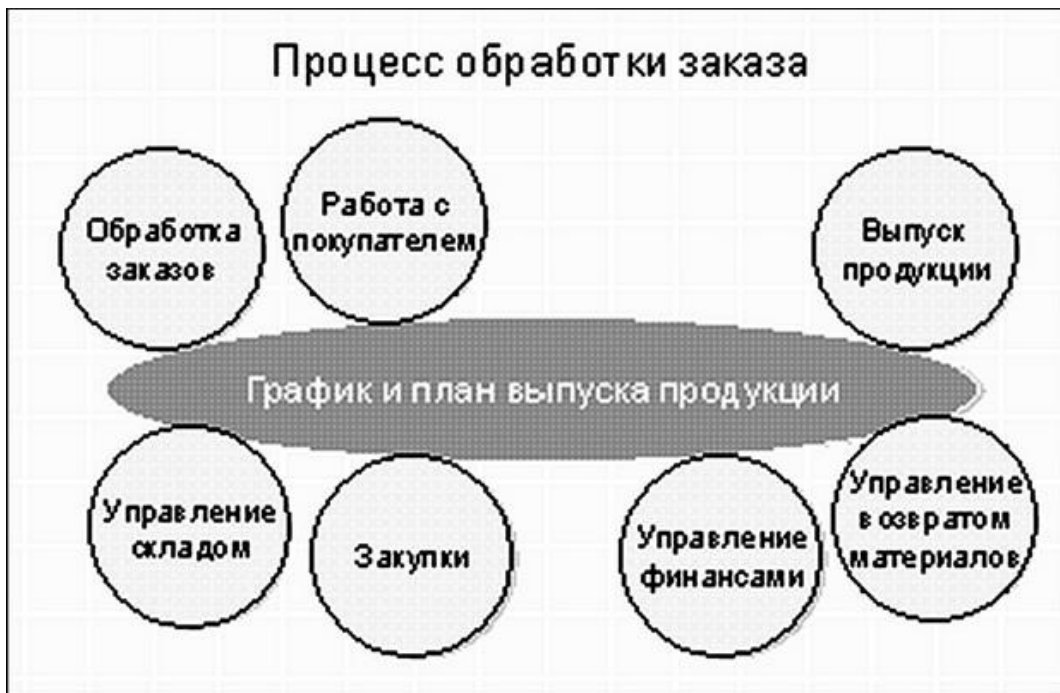 Процесс обработки заказа
Обработка
заказов
Работа с
покупателем
Выпуск
продукции
График и план выпуска продукции
Управление
складом
Закупки
Управление
финансами
Управление
возвратом
материалов